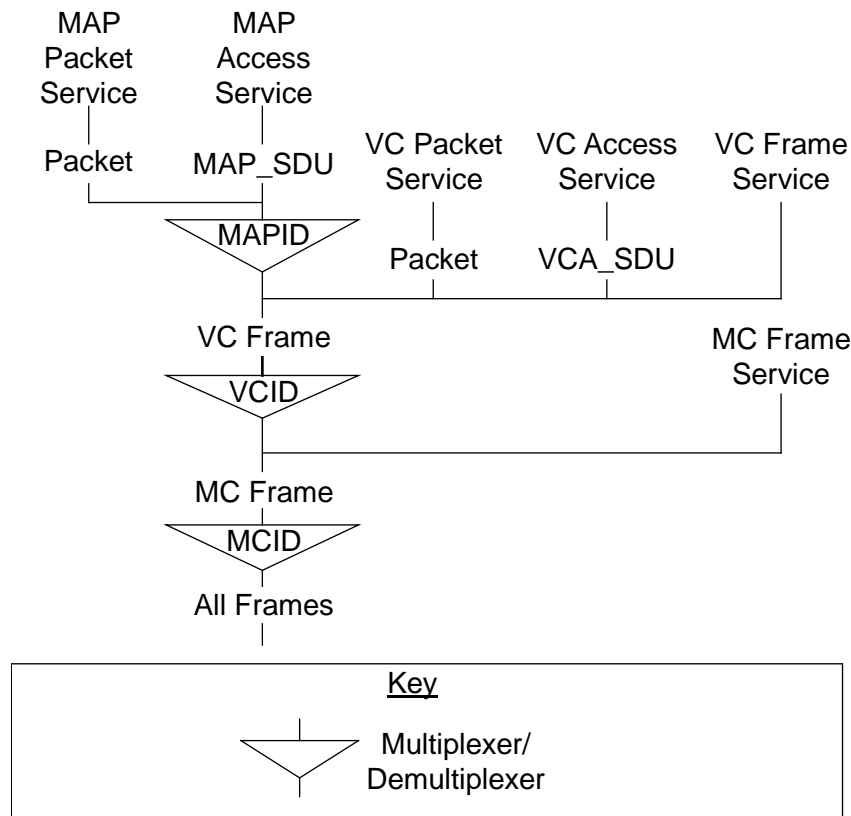 MAP
Packet
Service
MAP
Access
Service
Packet
MAP_SDU
VC Packet
Service
VC Access
Service
VC Frame
Service
MAPID
Packet
VCA_SDU
VC Frame
MC Frame
Service
VCID
MC Frame
MCID
All Frames
Key
Multiplexer/
Demultiplexer